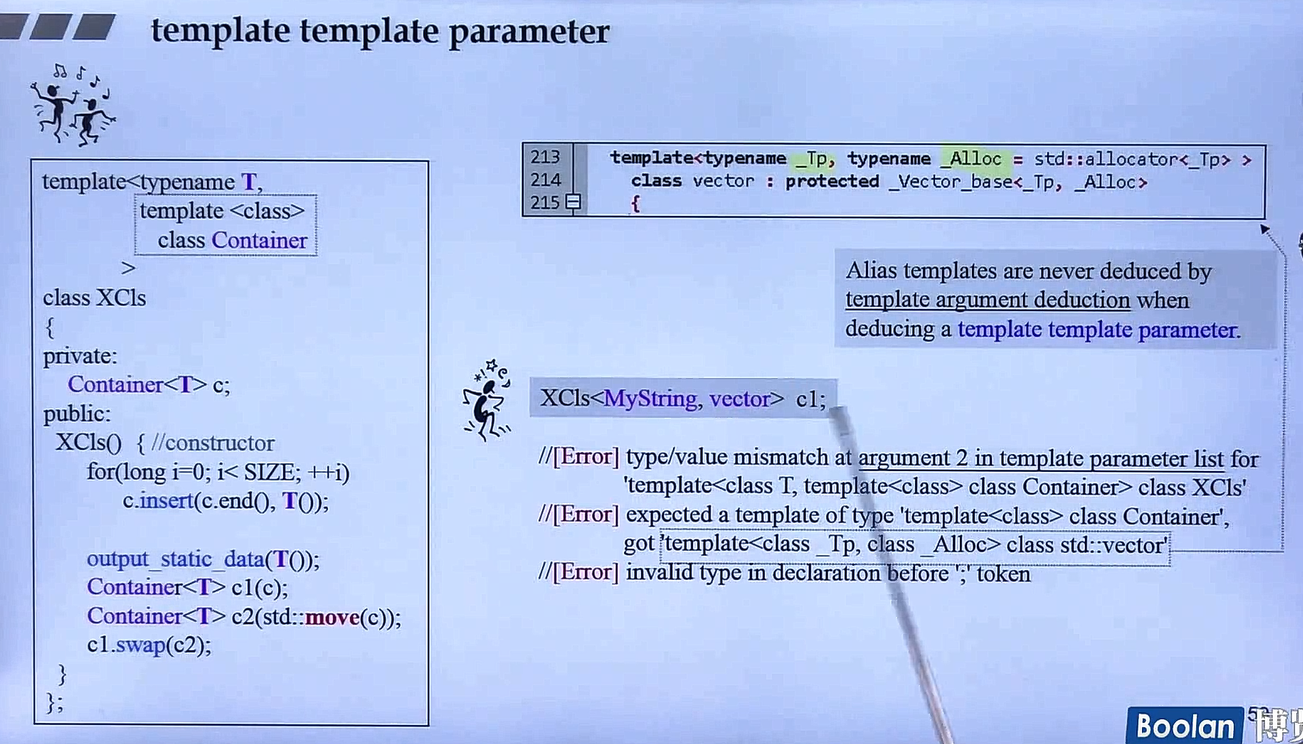 template template parameter
template<typename T,
template <class>
class Container
>
class XCls
{
private:
Container<T> c;
public:
XCls() { //constructor
for(long i=0; i< SIZE; ++i)
c.insert(c.end(), T());
output_static_data(T());
Container<T> c1(c);
Container<T> c2(std::move(c));
c1.swap(c2);
}
};
213 template<typename _Tp, typename _Alloc = std::allocator<_Tp> >
214 class vector : protected _Vector_base<_Tp, _Alloc>
215 {
Alias templates are never deduced by
template argument deduction when
deducing a template template parameter.
XCls<MyString, vector> c1;
//[Error] type/value mismatch at argument 2 in template parameter list for
'template<class T, template<class> class Container> class XCls'
//[Error] expected a template of type 'template<class> class Container',
got 'template<class _Tp, class _Alloc> class std::vector'
//[Error] invalid type in declaration before ';' token
Boolan 博